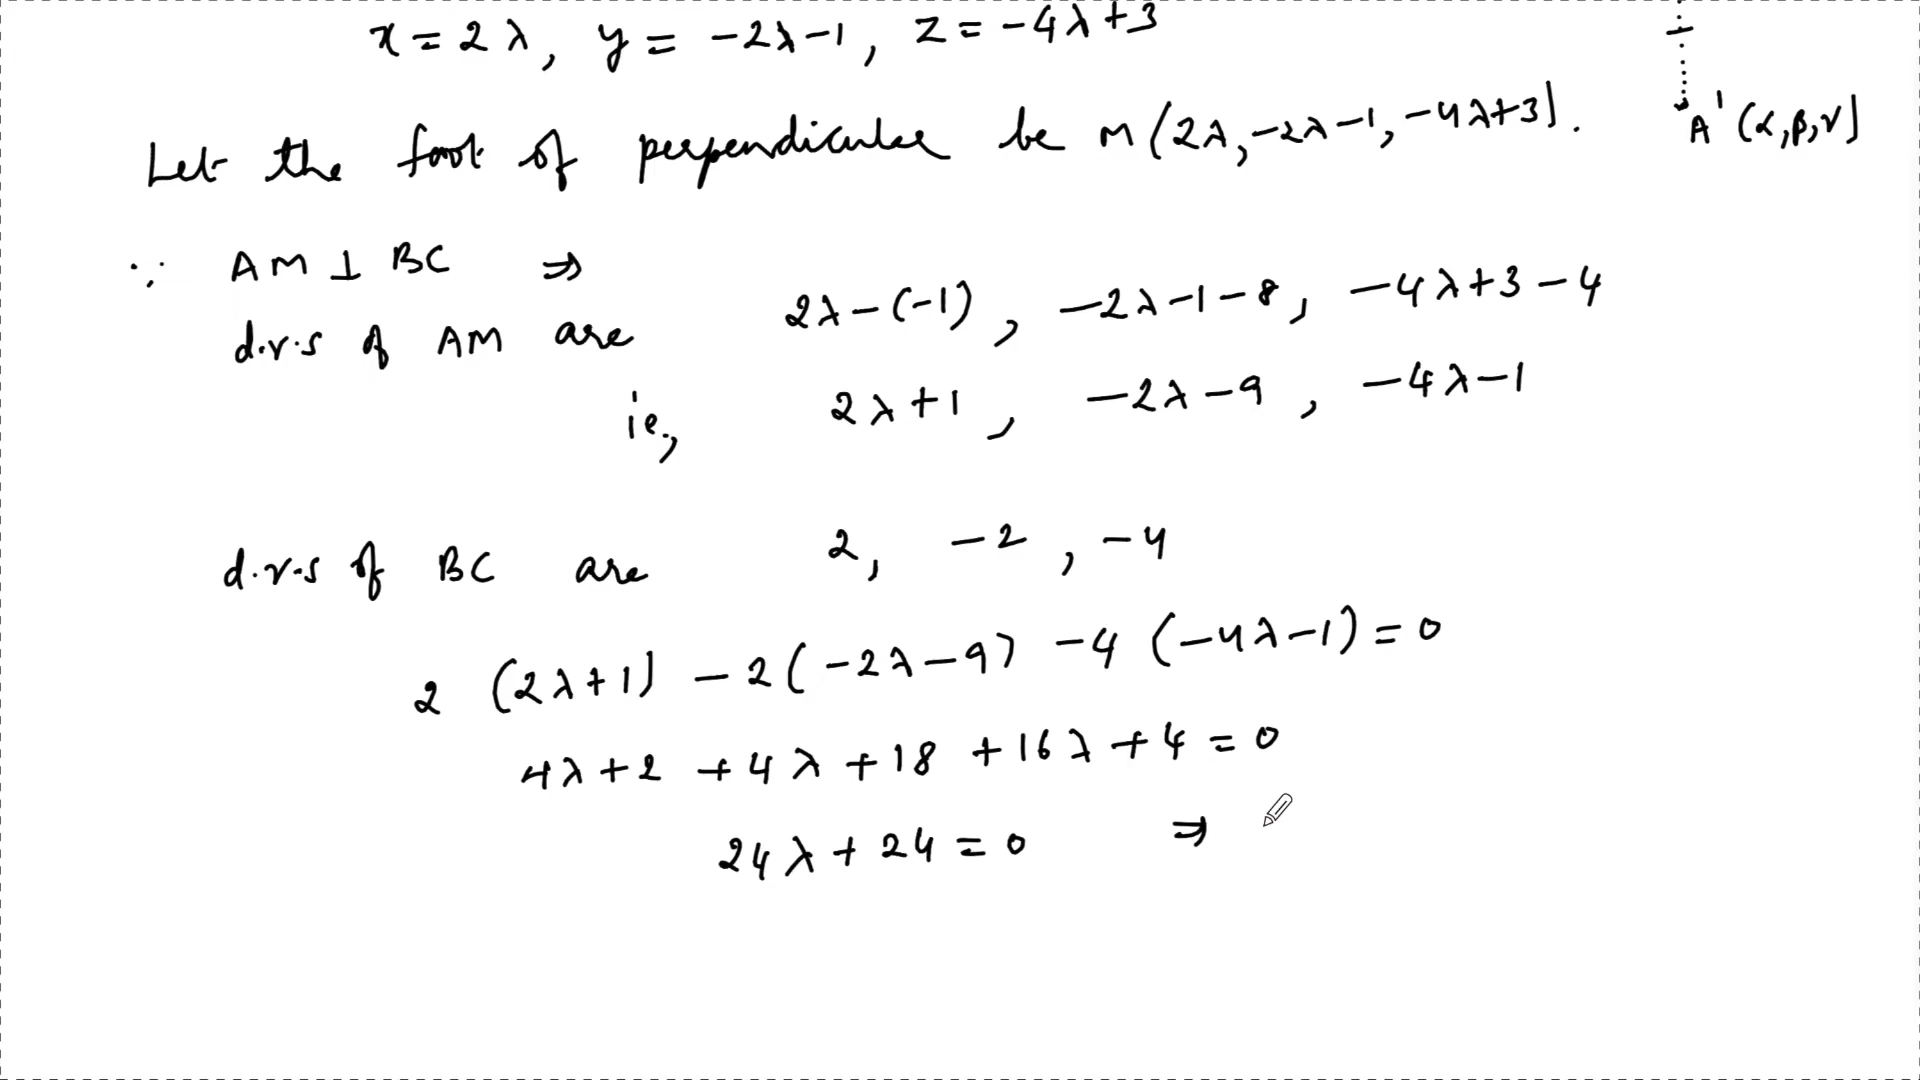 x = 2λ, y = -2λ-1, z = -4λ+3
Let the foot of perpendicular be M(2λ, -2λ-1, -4λ+3).
A'(α,β,γ)
∵ AM ⊥ BC ⇒
d.r.s of AM are 2λ-(-1), -2λ-1-8, -4λ+3-4
ie., 2λ+1, -2λ-9, -4λ-1
d.r.s of BC are 2, -2, -4
2 (2λ+1) - 2(-2λ-9) -4 (-4λ-1) = 0
4λ+2 +4λ+18 +16λ+4 = 0
24λ+24 = 0 ⇒